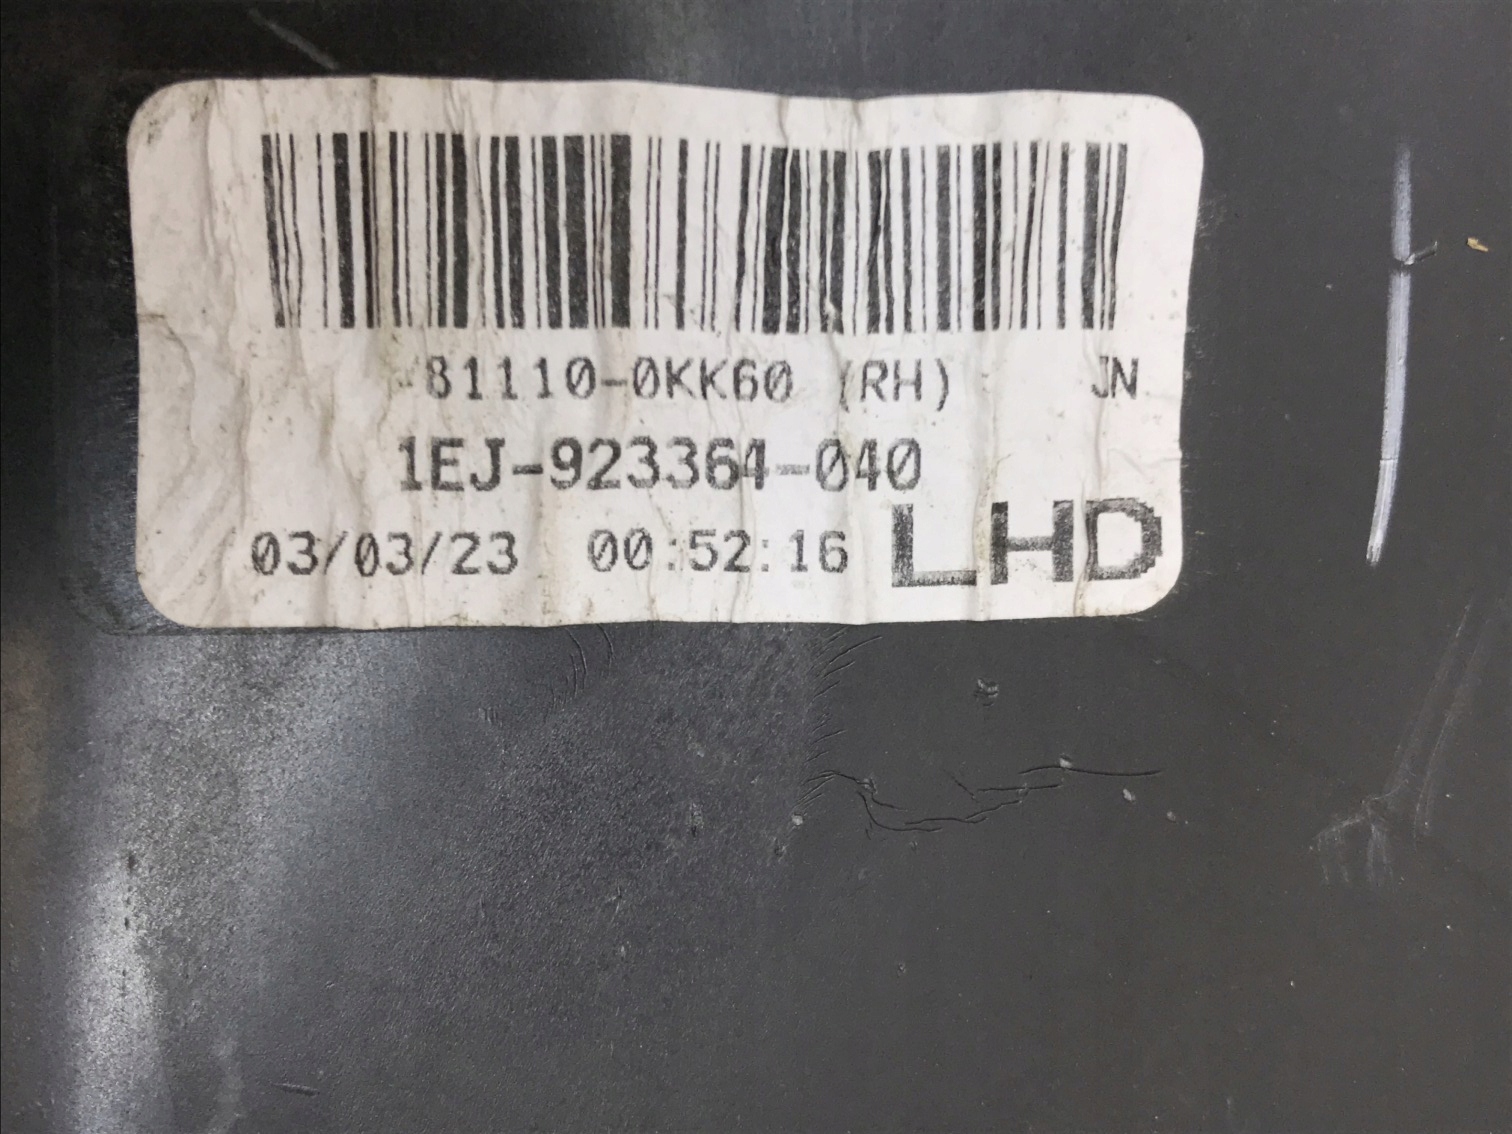 81110-0KK60 (RH) JN
1EJ-923364-040
03/03/23 00:52:16 LHD